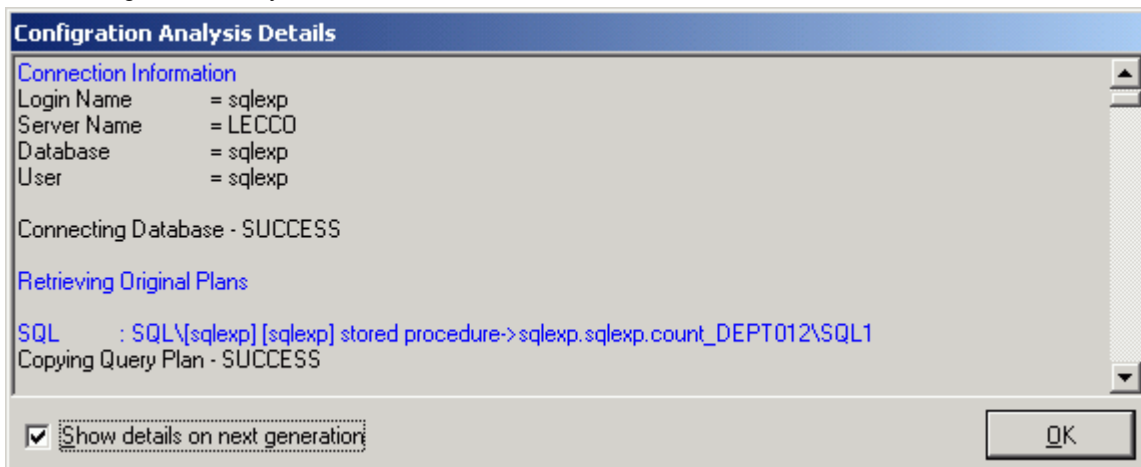 Configration Analysis Details
Connection Information
Login Name = sqlexp
Server Name = LECCO
Database = sqlexp
User = sqlexp
Connecting Database - SUCCESS
Retrieving Original Plans
SQL : SQL\[sqlexp] [sqlexp] stored procedure->sqlexp.sqlexp.count_DEPT012\SQL1
Copying Query Plan - SUCCESS
Show details on next generation
OK